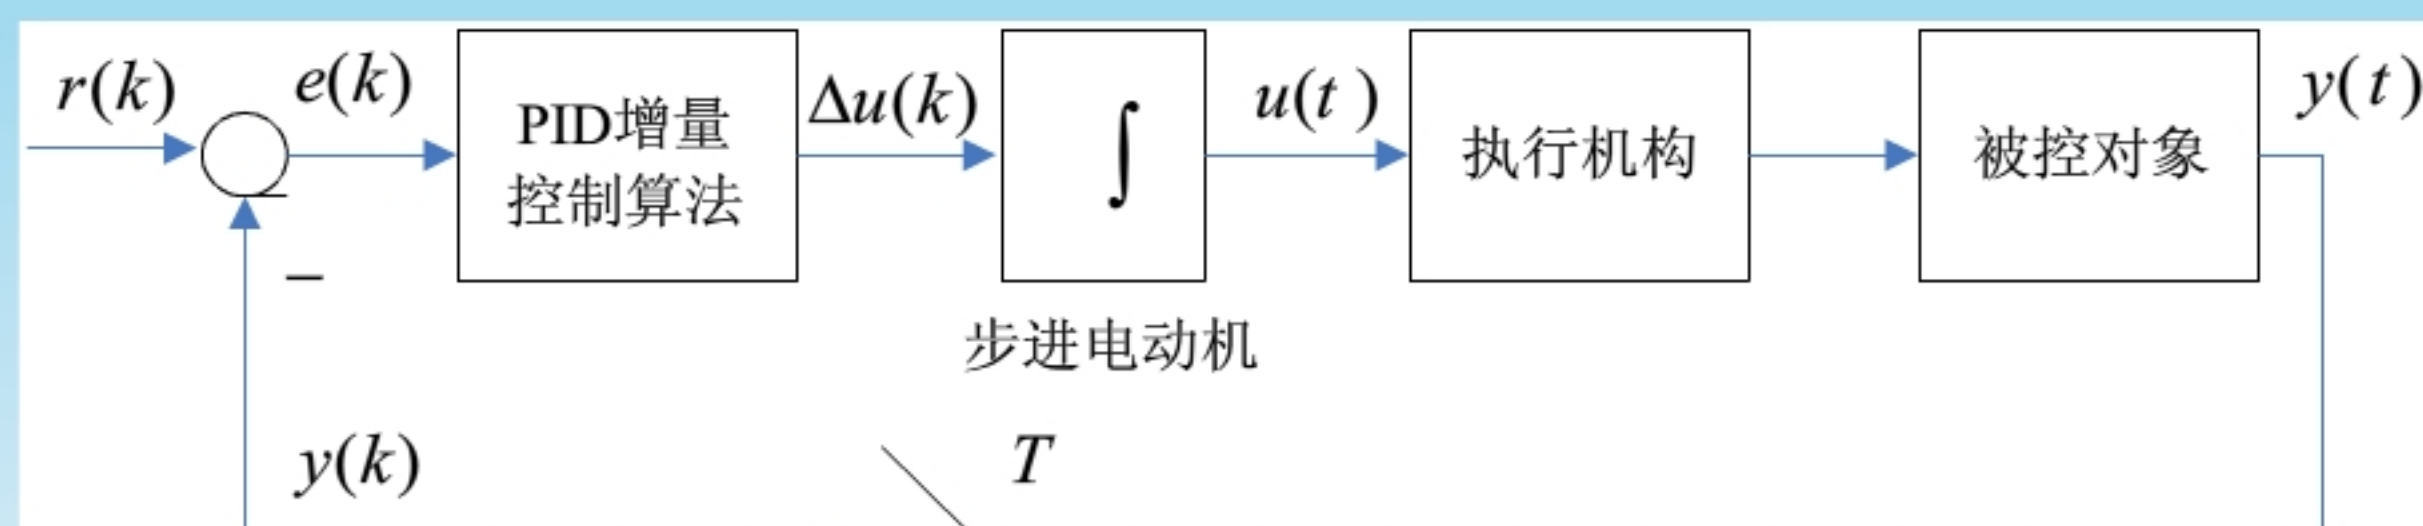 r(k)
e(k)
PID增量
控制算法
Δu(k)
∫
u(t )
执行机构
被控对象
y(t)
−
步进电动机
y(k)
T